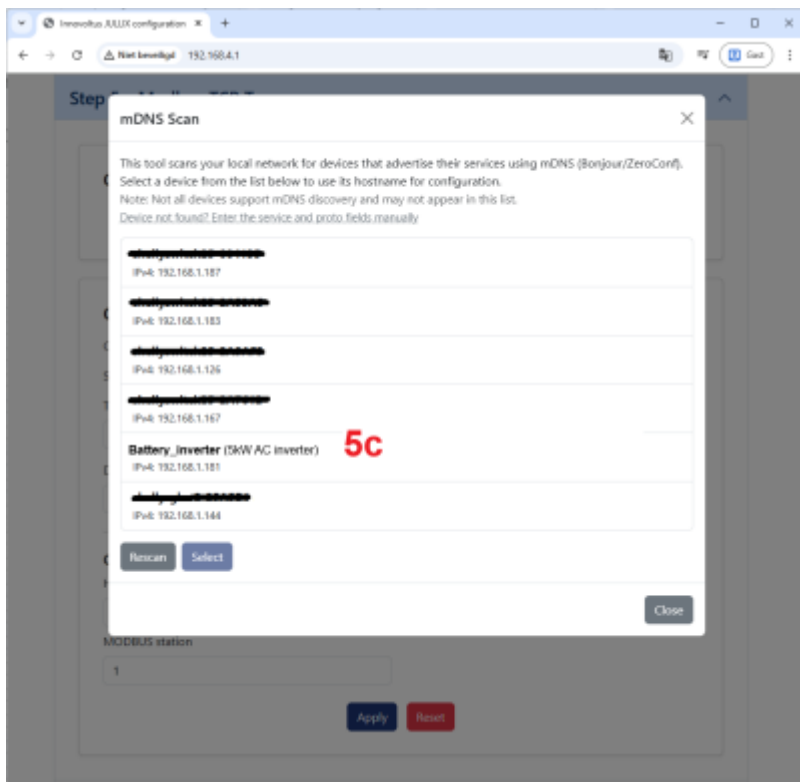 Innovoltus JULUX configuration
Niet beveiligd 192.168.4.1
Gast
Step
mDNS Scan
This tool scans your local network for devices that advertise their services using mDNS (Bonjour/ZeroConf).
Select a device from the list below to use its hostname for configuration.
Note: Not all devices support mDNS discovery and may not appear in this list.
Device not found? Enter the service and proto fields manually
IPv4: 192.168.1.187
IPv4: 192.168.1.183
IPv4: 192.168.1.126
IPv4: 192.168.1.167
Battery_Inverter (5kW AC inverter) 5c
IPv4: 192.168.1.181
IPv4: 192.168.1.144
Rescan Select
Close
MODBUS station
1
Apply Reset